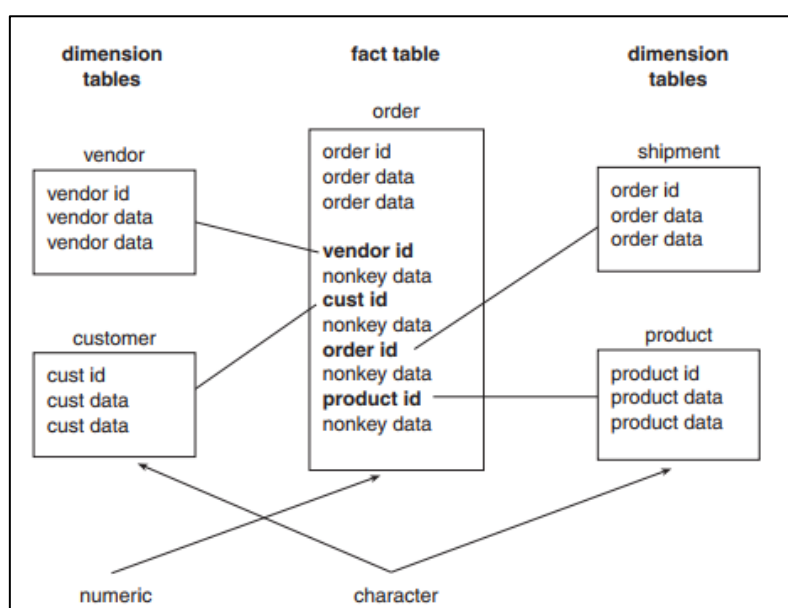 dimension
tables
fact table
dimension
tables
order
vendor
vendor id
vendor data
vendor data
customer
cust id
cust data
cust data
order id
order data
order data
vendor id
nonkey data
cust id
nonkey data
order id
nonkey data
product id
nonkey data
shipment
order id
order data
order data
product
product id
product data
product data
numeric
character